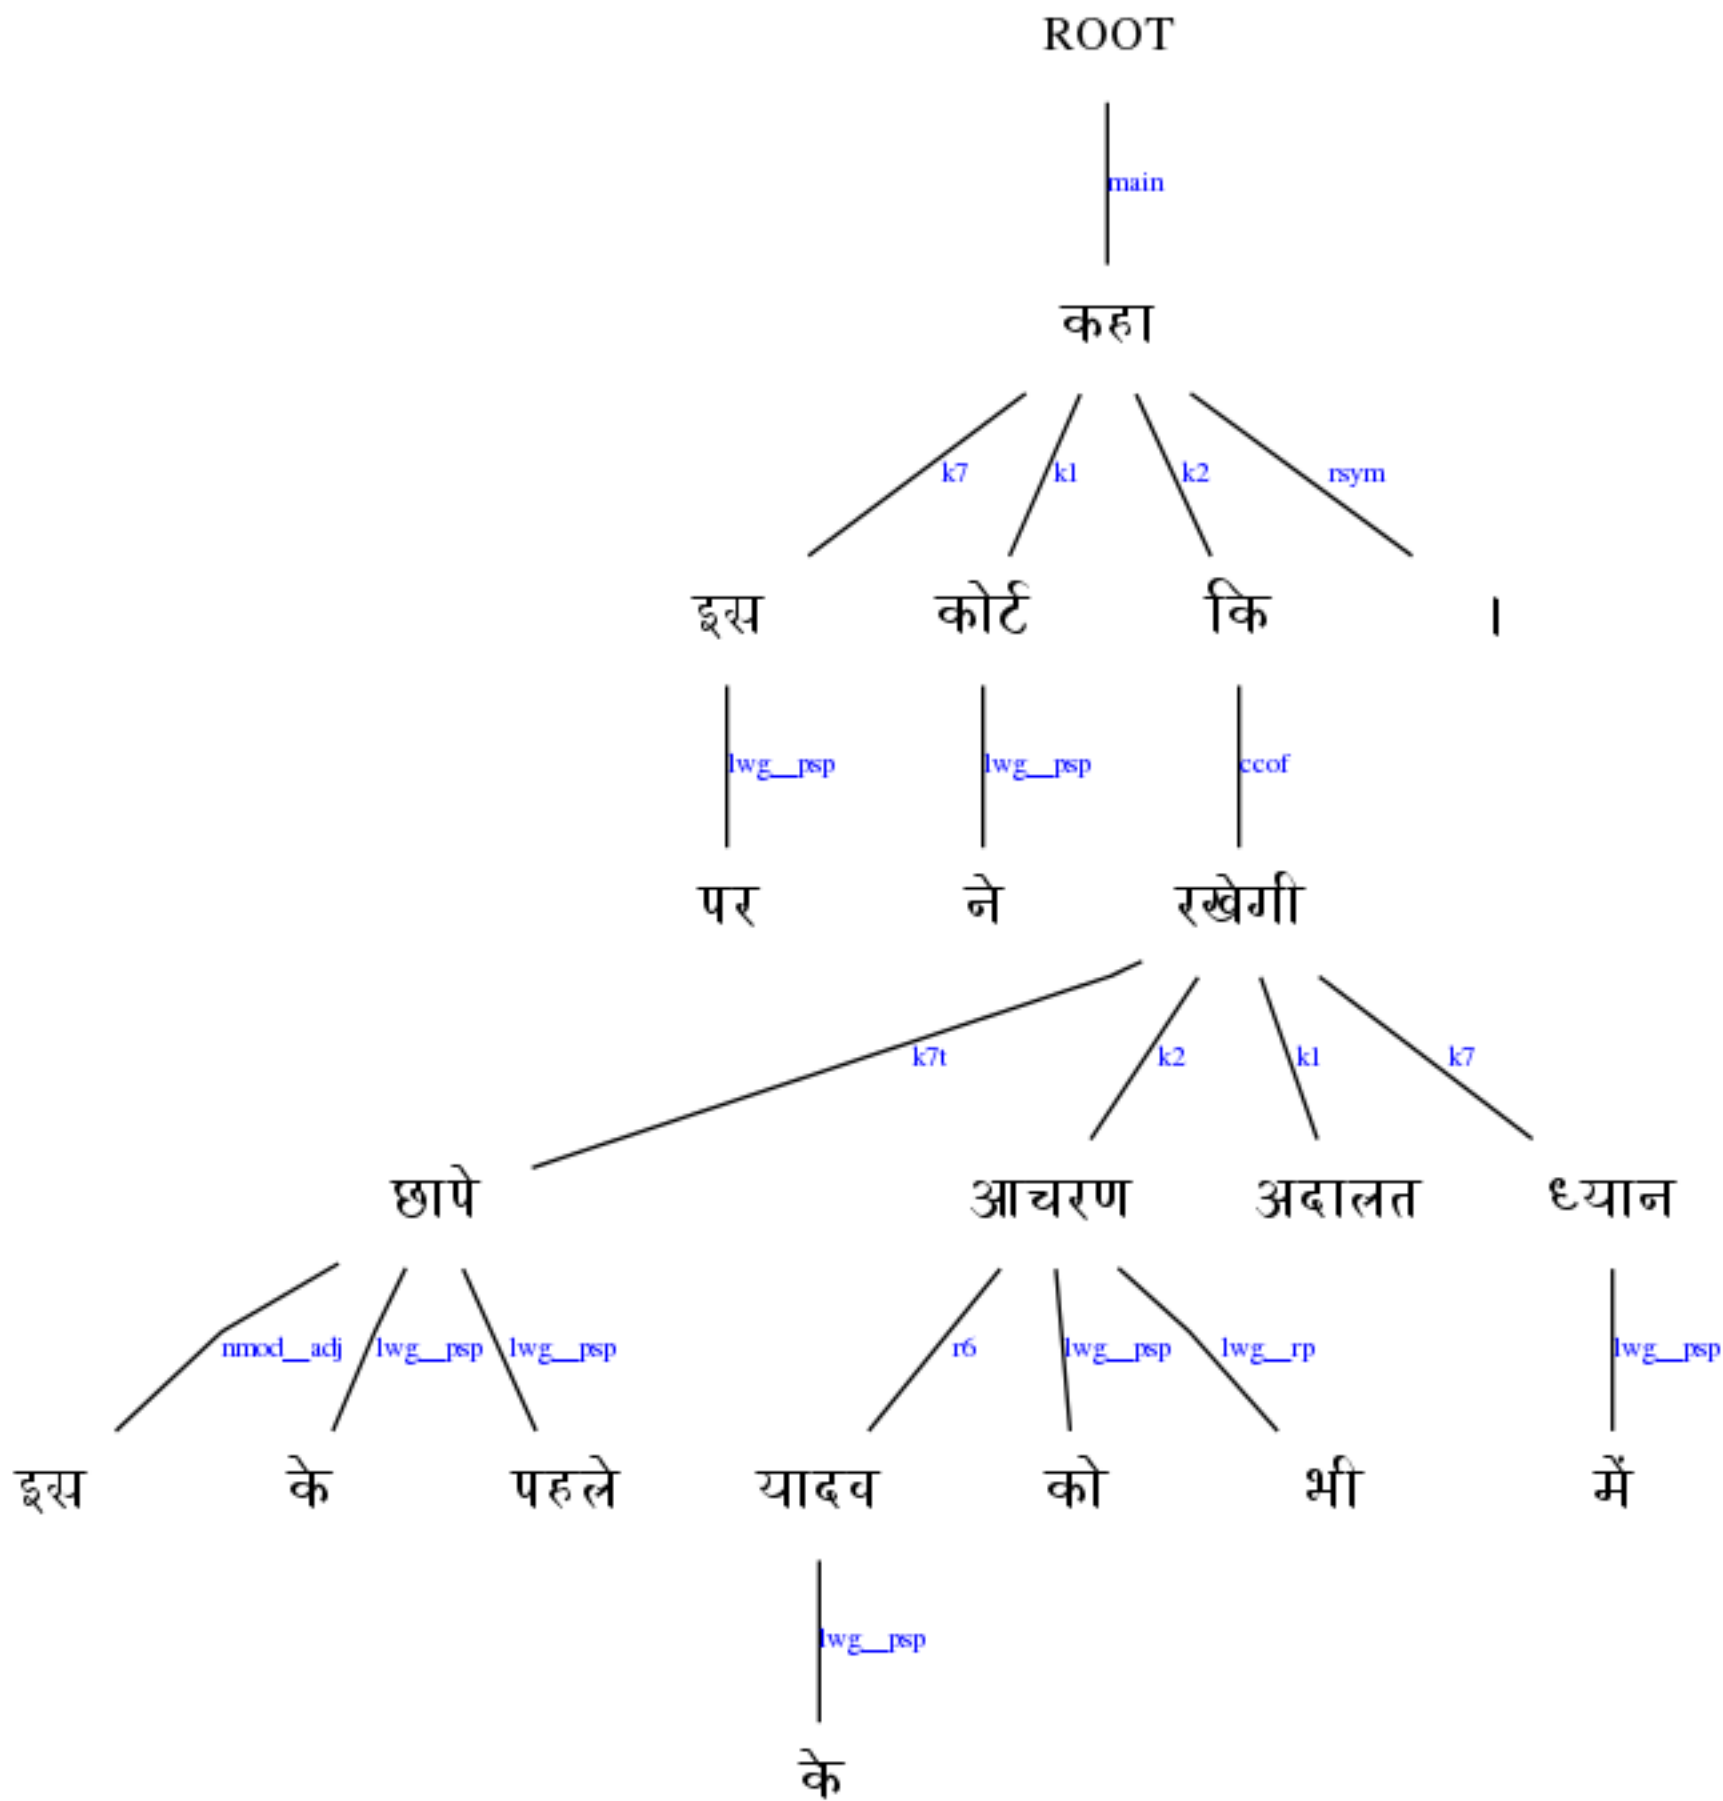 ROOT
main
कहा
k7 k1 k2 rsym
इस कोर्ट कि ।
lwg__psp lwg__psp ccof
पर ने रखेगी
k7t k2 k1 k7
छापे आचरण अदालत ध्यान
nmod__adj lwg__psp lwg__psp r6 lwg__psp lwg__rp lwg__psp
इस के पहले यादव को भी में
lwg__psp
के